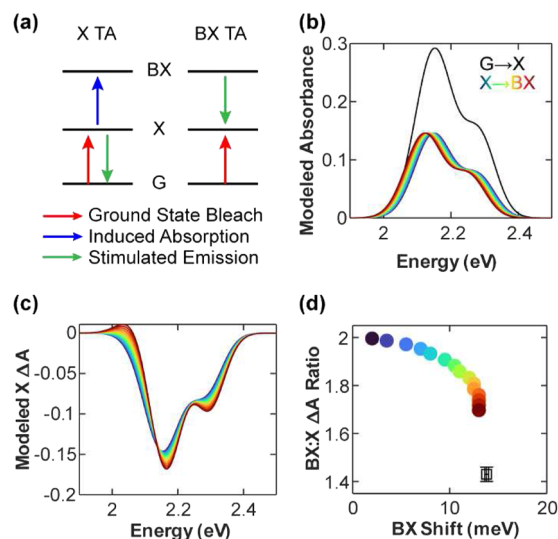 (a)
X TA
BX TA
BX
X
G
Ground State Bleach
Induced Absorption
Stimulated Emission
(b)
Modeled Absorbance
0.3
0.2
0.1
0
G→X
X→BX
2
2.2
2.4
Energy (eV)
(c)
Modeled X ΔA
0
-0.05
-0.1
-0.15
-0.2
2
2.2
2.4
Energy (eV)
(d)
BX:X ΔA Ratio
2
1.8
1.6
1.4
0
10
20
BX Shift (meV)